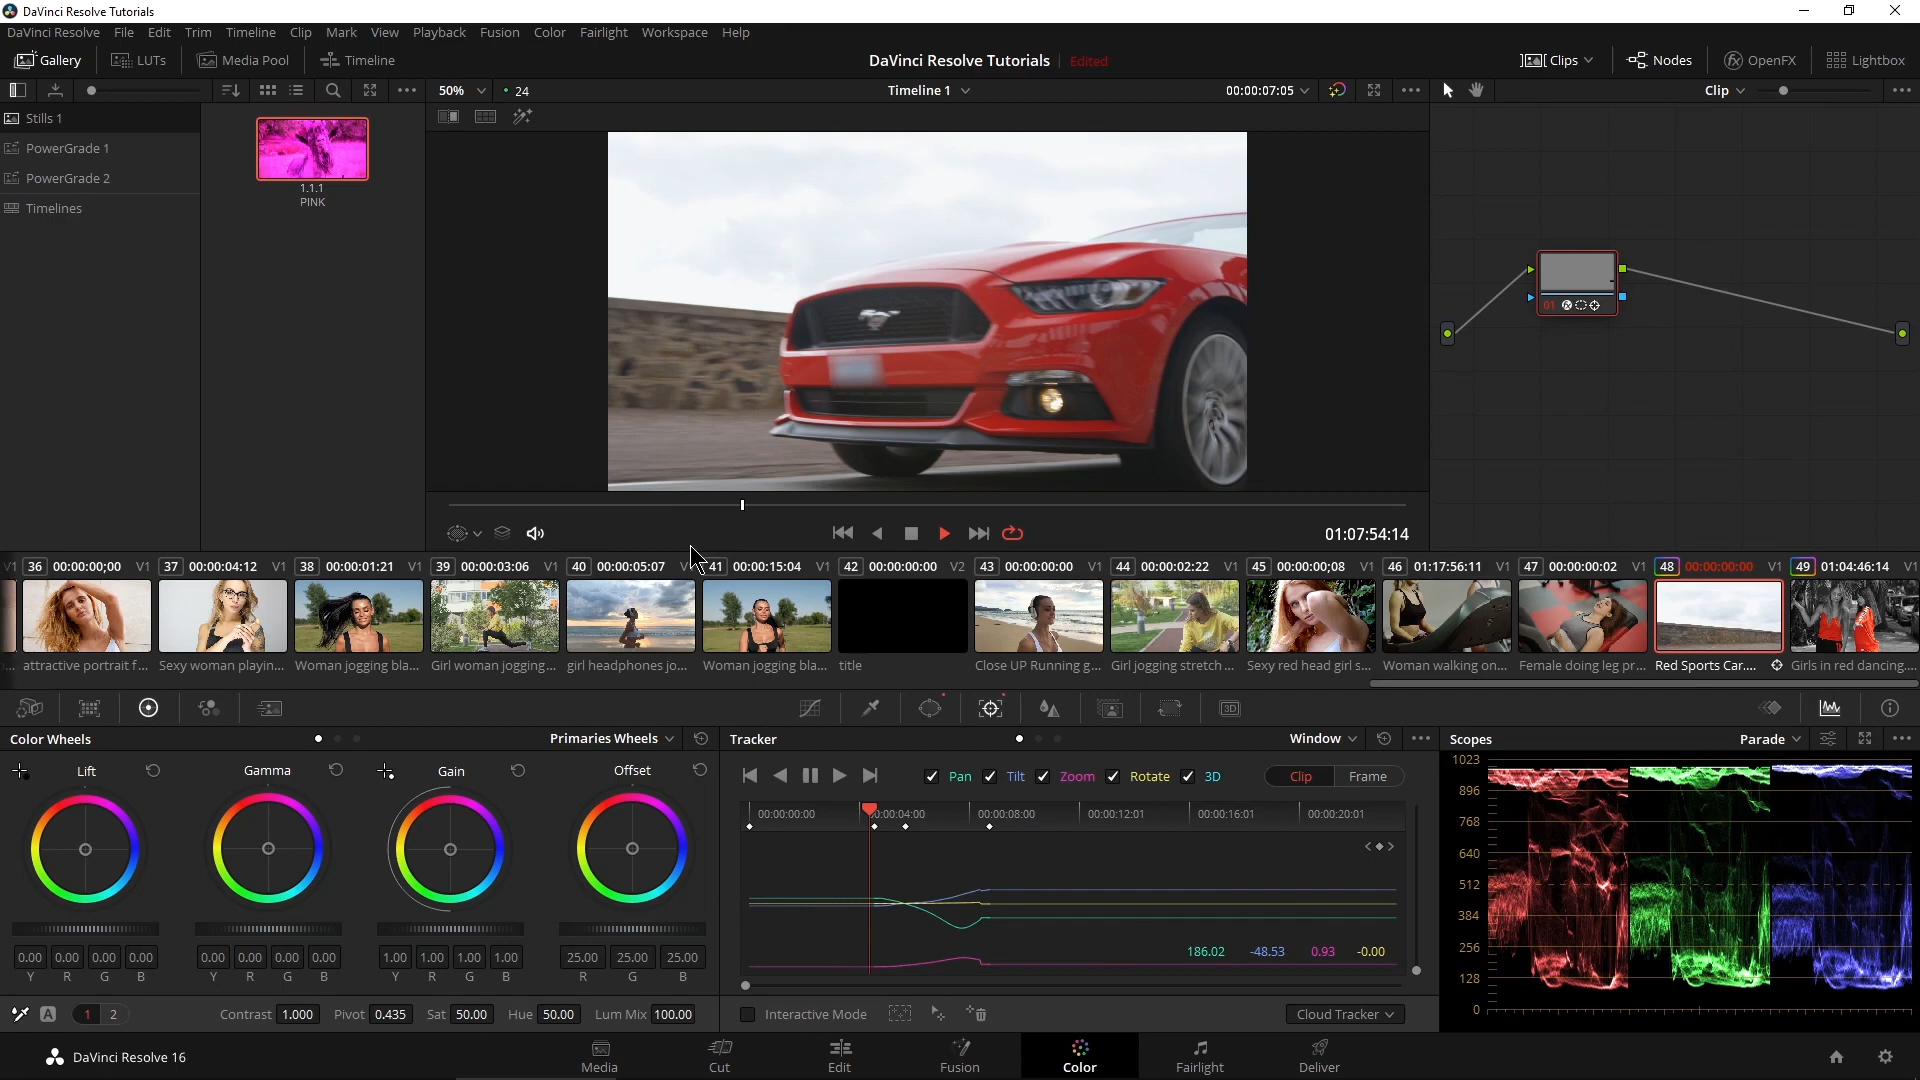 DaVinci Resolve Tutorials
DaVinci Resolve File Edit Trim Timeline Clip Mark View Playback Fusion Color Fairlight Workspace Help
Gallery LUTs Media Pool Timeline DaVinci Resolve Tutorials Edited Clips Nodes OpenFX Lightbox
50% 24 Timeline 1 00:00:07:05 Clip
Stills 1
PowerGrade 1
PowerGrade 2
Timelines
1.1.1
PINK
01
01:07:54:14
V1 36 00:00:00;00 V1 37 00:00:04:12 V1 38 00:00:01:21 V1 39 00:00:03:06 V1 40 00:00:05:07 41 00:00:15:04 V1 42 00:00:00:00 V2 43 00:00:00:00 V1 44 00:00:02:22 V1 45 00:00:00;08 V1 46 01:17:56:11 V1 47 00:00:00:02 V1 48 00:00:00:00 V1 49 01:04:46:14 V1
... attractive portrait f... Sexy woman playin... Woman jogging bla... Girl woman jogging... girl headphones jo... Woman jogging bla... title Close UP Running g... Girl jogging stretch ... Sexy red head girl s... Woman walking on... Female doing leg pr... Red Sports Car.... Girls in red dancing....
3D
Color Wheels Primaries Wheels Tracker Window Scopes Parade
Lift Gamma Gain Offset
Pan Tilt Zoom Rotate 3D Clip Frame
00:00:00:00 00:00:04:00 00:00:08:00 00:00:12:01 00:00:16:01 00:00:20:01
1023
896
768
640
512
384
256
128
0
186.02 -48.53 0.93 -0.00
0.00 0.00 0.00 0.00 0.00 0.00 0.00 0.00 1.00 1.00 1.00 1.00 25.00 25.00 25.00
Y R G B Y R G B Y R G B R G B
A 1 2 Contrast 1.000 Pivot 0.435 Sat 50.00 Hue 50.00 Lum Mix 100.00 Interactive Mode Cloud Tracker
DaVinci Resolve 16 Media Cut Edit Fusion Color Fairlight Deliver